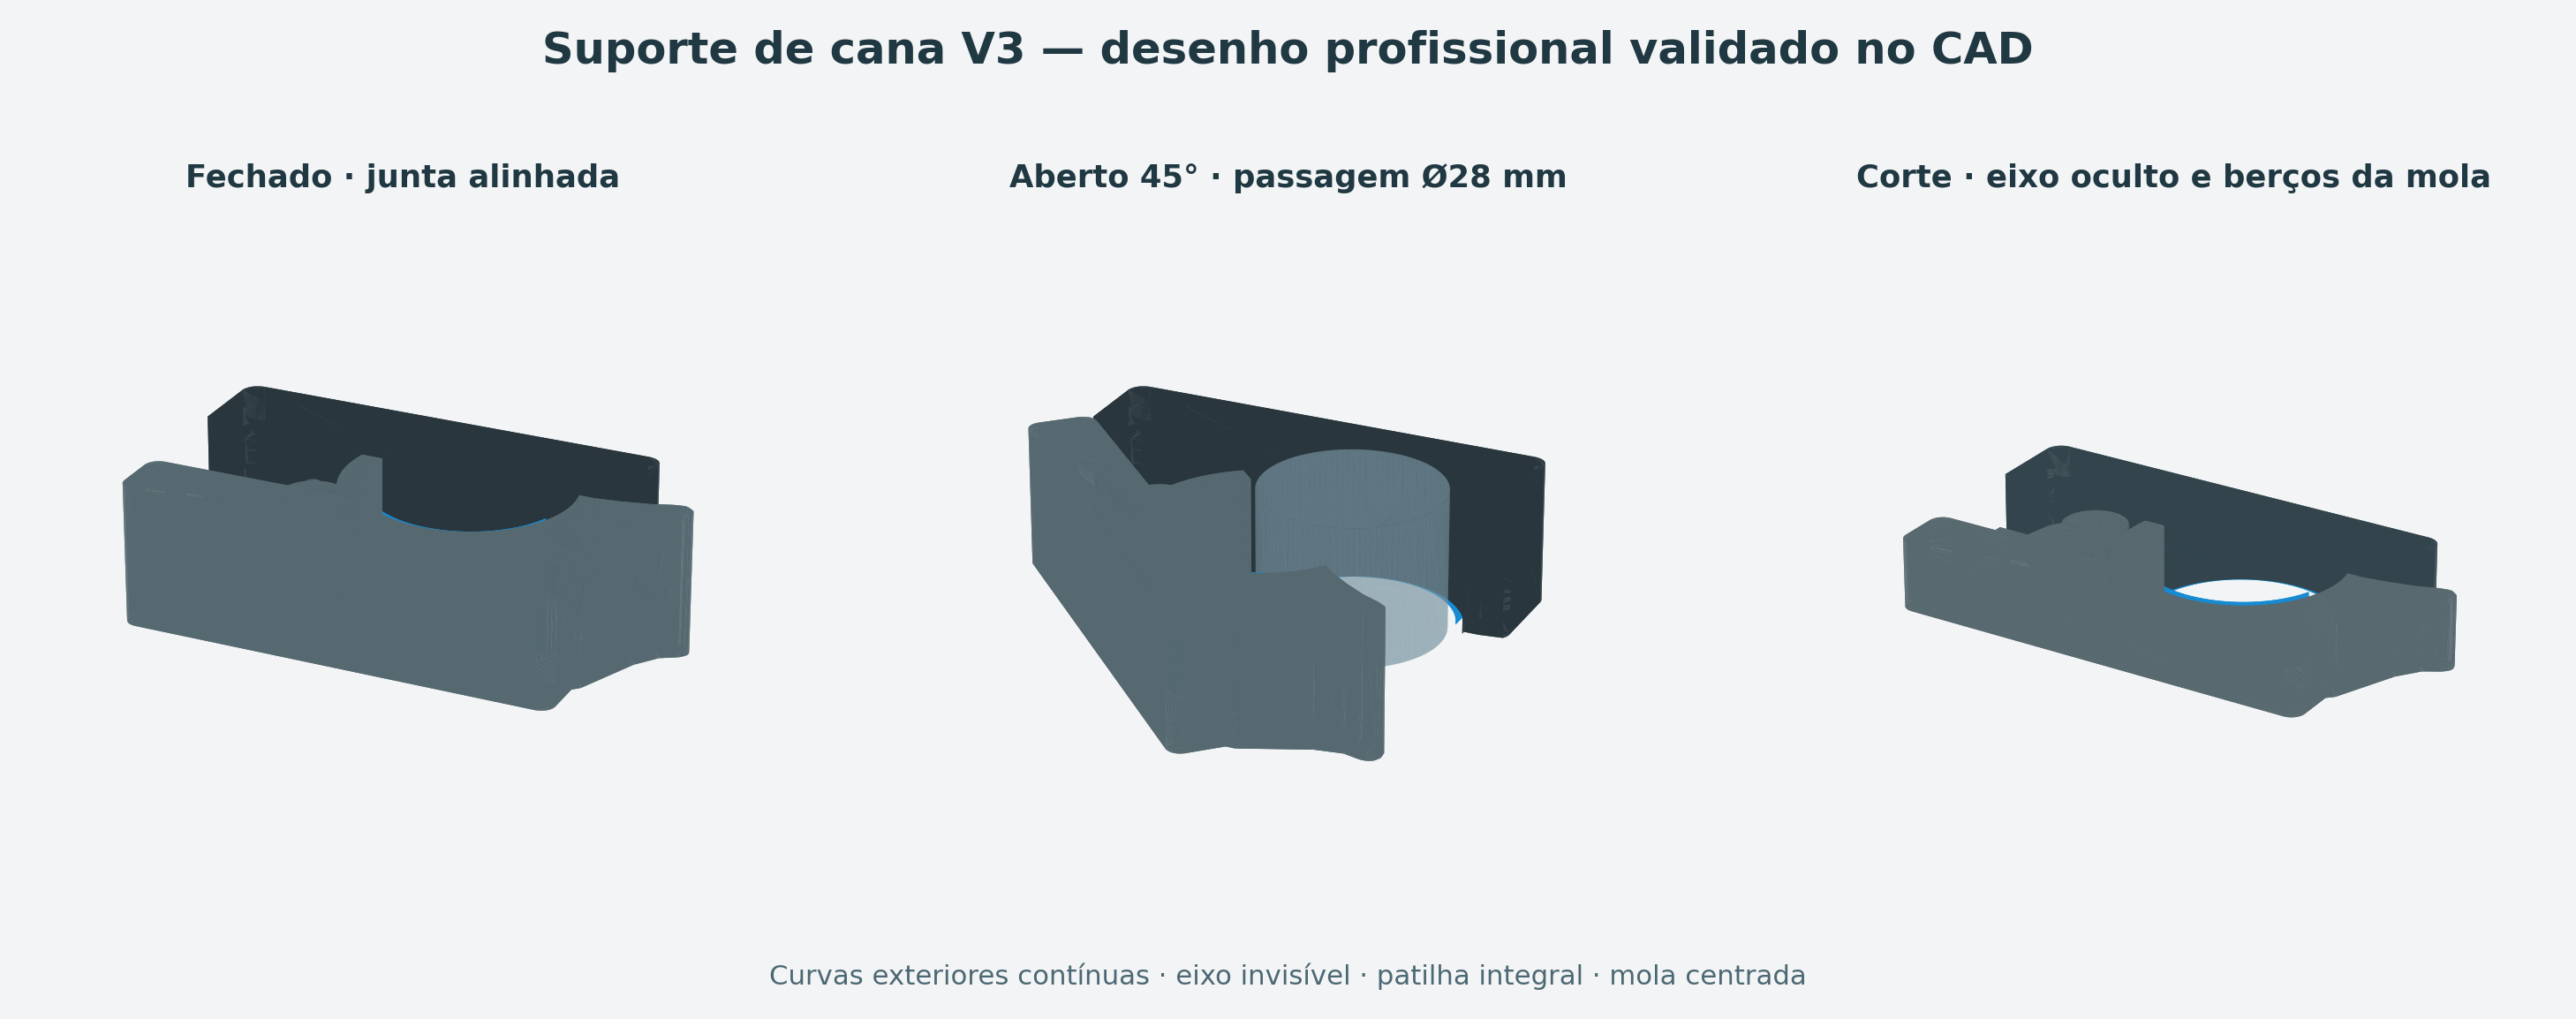 Suporte de cana V3 — desenho profissional validado no CAD
Fechado · junta alinhada
Aberto 45° · passagem Ø28 mm
Corte · eixo oculto e berços da mola
Curvas exteriores contínuas · eixo invisível · patilha integral · mola centrada